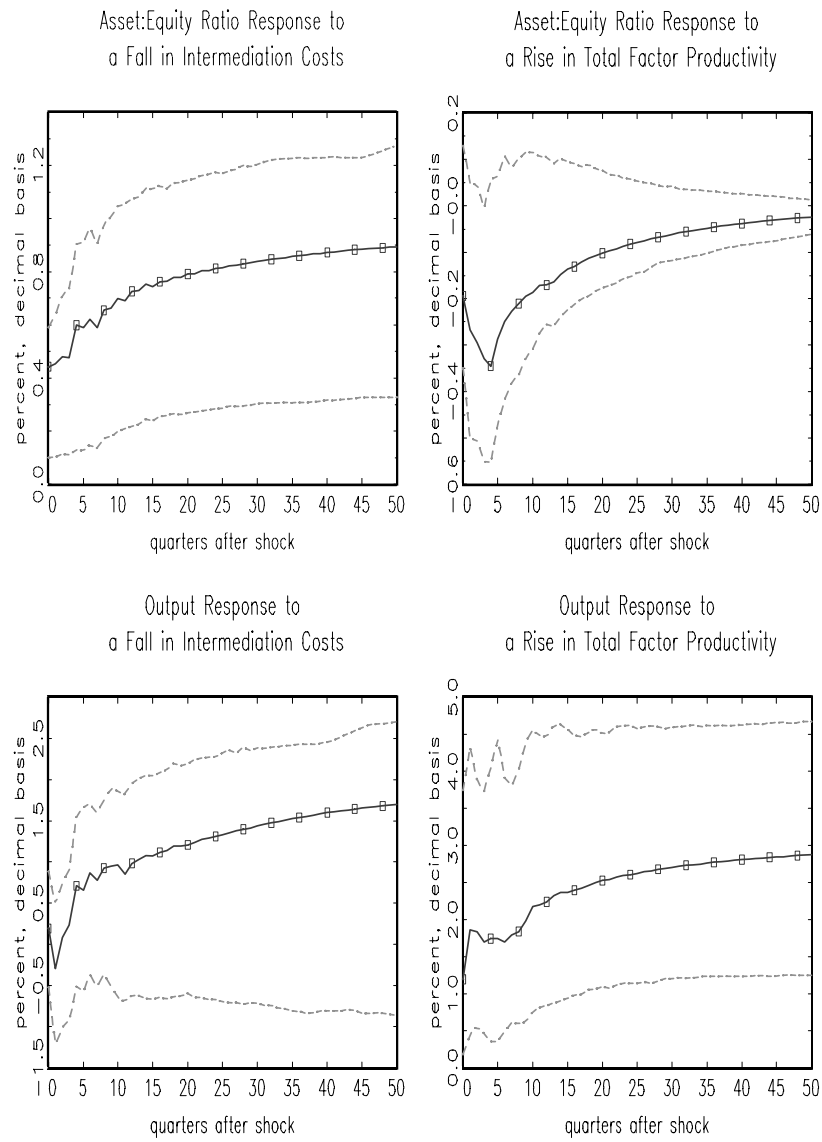 Asset:Equity Ratio Response to
a Fall in Intermediation Costs
percent, decimal basis
0.0 0.4 0.8 1.2
0 5 10 15 20 25 30 35 40 45 50
quarters after shock
Asset:Equity Ratio Response to
a Rise in Total Factor Productivity
percent, decimal basis
−0.6 −0.4 −0.2 −0.0 0.2
0 5 10 15 20 25 30 35 40 45 50
quarters after shock
Output Response to
a Fall in Intermediation Costs
percent, decimal basis
−1.5 −0.5 0.5 1.5 2.5
0 5 10 15 20 25 30 35 40 45 50
quarters after shock
Output Response to
a Rise in Total Factor Productivity
percent, decimal basis
0.0 1.0 2.0 3.0 4.0 5.0
0 5 10 15 20 25 30 35 40 45 50
quarters after shock